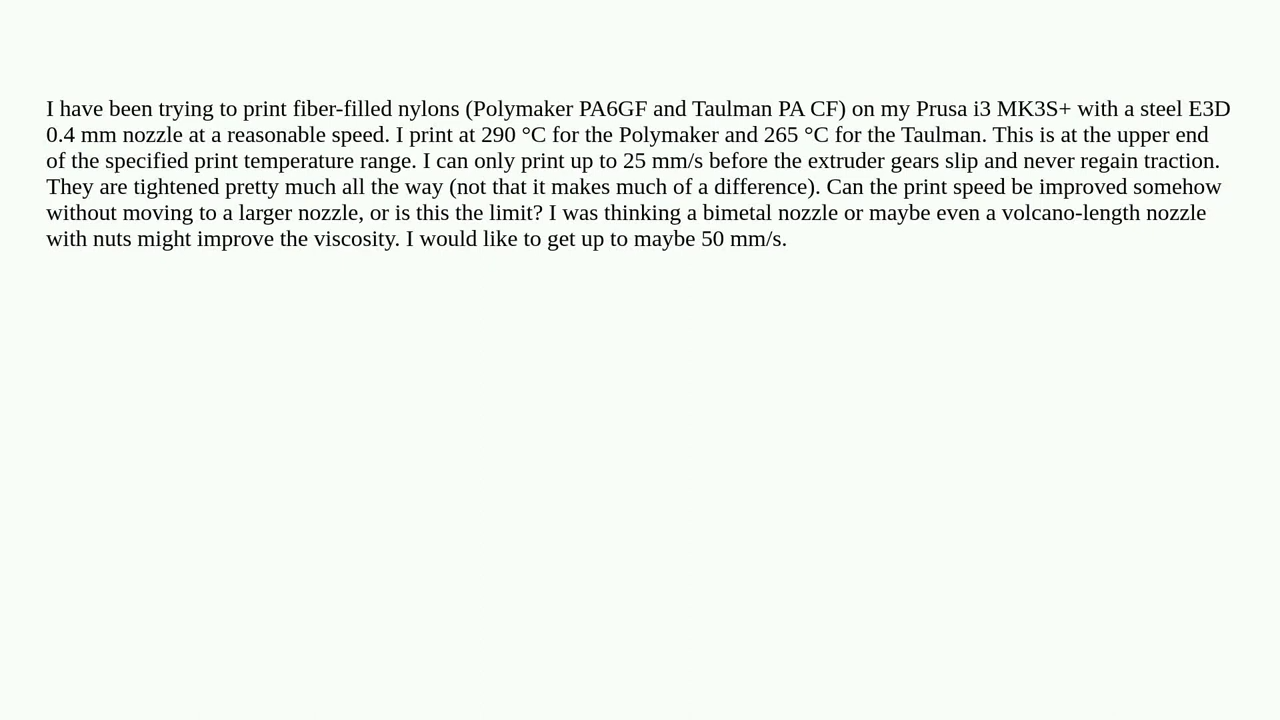 I have been trying to print fiber-filled nylons (Polymaker PA6GF and Taulman PA CF) on my Prusa i3 MK3S+ with a steel E3D
0.4 mm nozzle at a reasonable speed. I print at 290 °C for the Polymaker and 265 °C for the Taulman. This is at the upper end
of the specified print temperature range. I can only print up to 25 mm/s before the extruder gears slip and never regain traction.
They are tightened pretty much all the way (not that it makes much of a difference). Can the print speed be improved somehow
without moving to a larger nozzle, or is this the limit? I was thinking a bimetal nozzle or maybe even a volcano-length nozzle
with nuts might improve the viscosity. I would like to get up to maybe 50 mm/s.